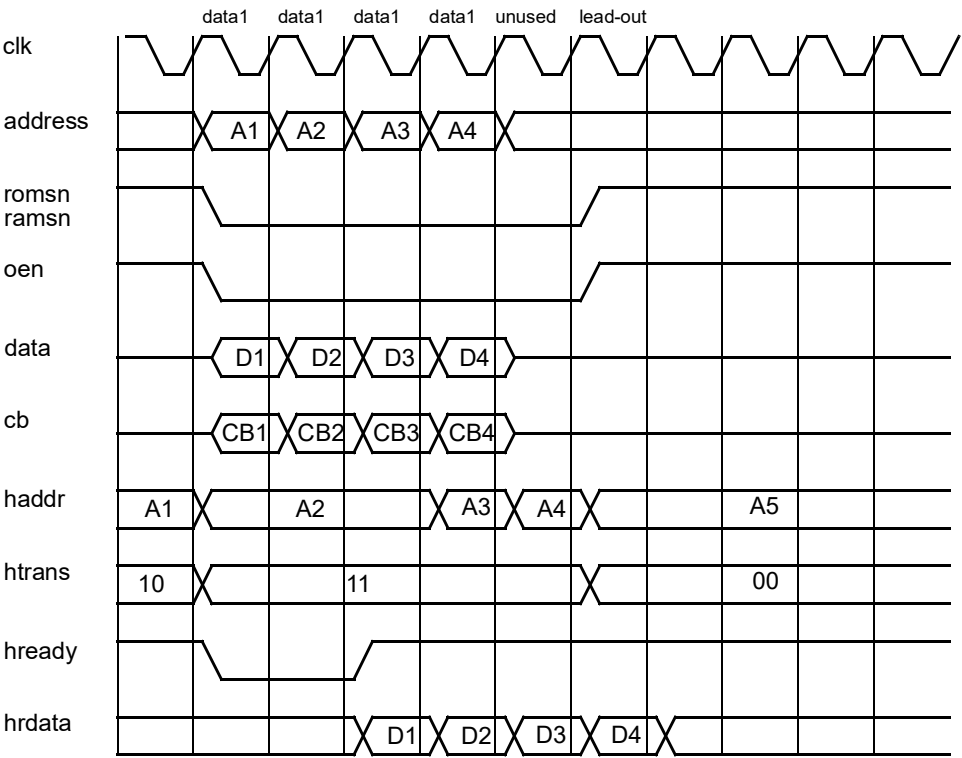 data1 data1 data1 data1 unused lead-out
clk
address A1 A2 A3 A4
romsn
ramsn
oen
data D1 D2 D3 D4
cb CB1 CB2 CB3 CB4
haddr A1 A2 A3 A4 A5
htrans 10 11 00
hready
hrdata D1 D2 D3 D4